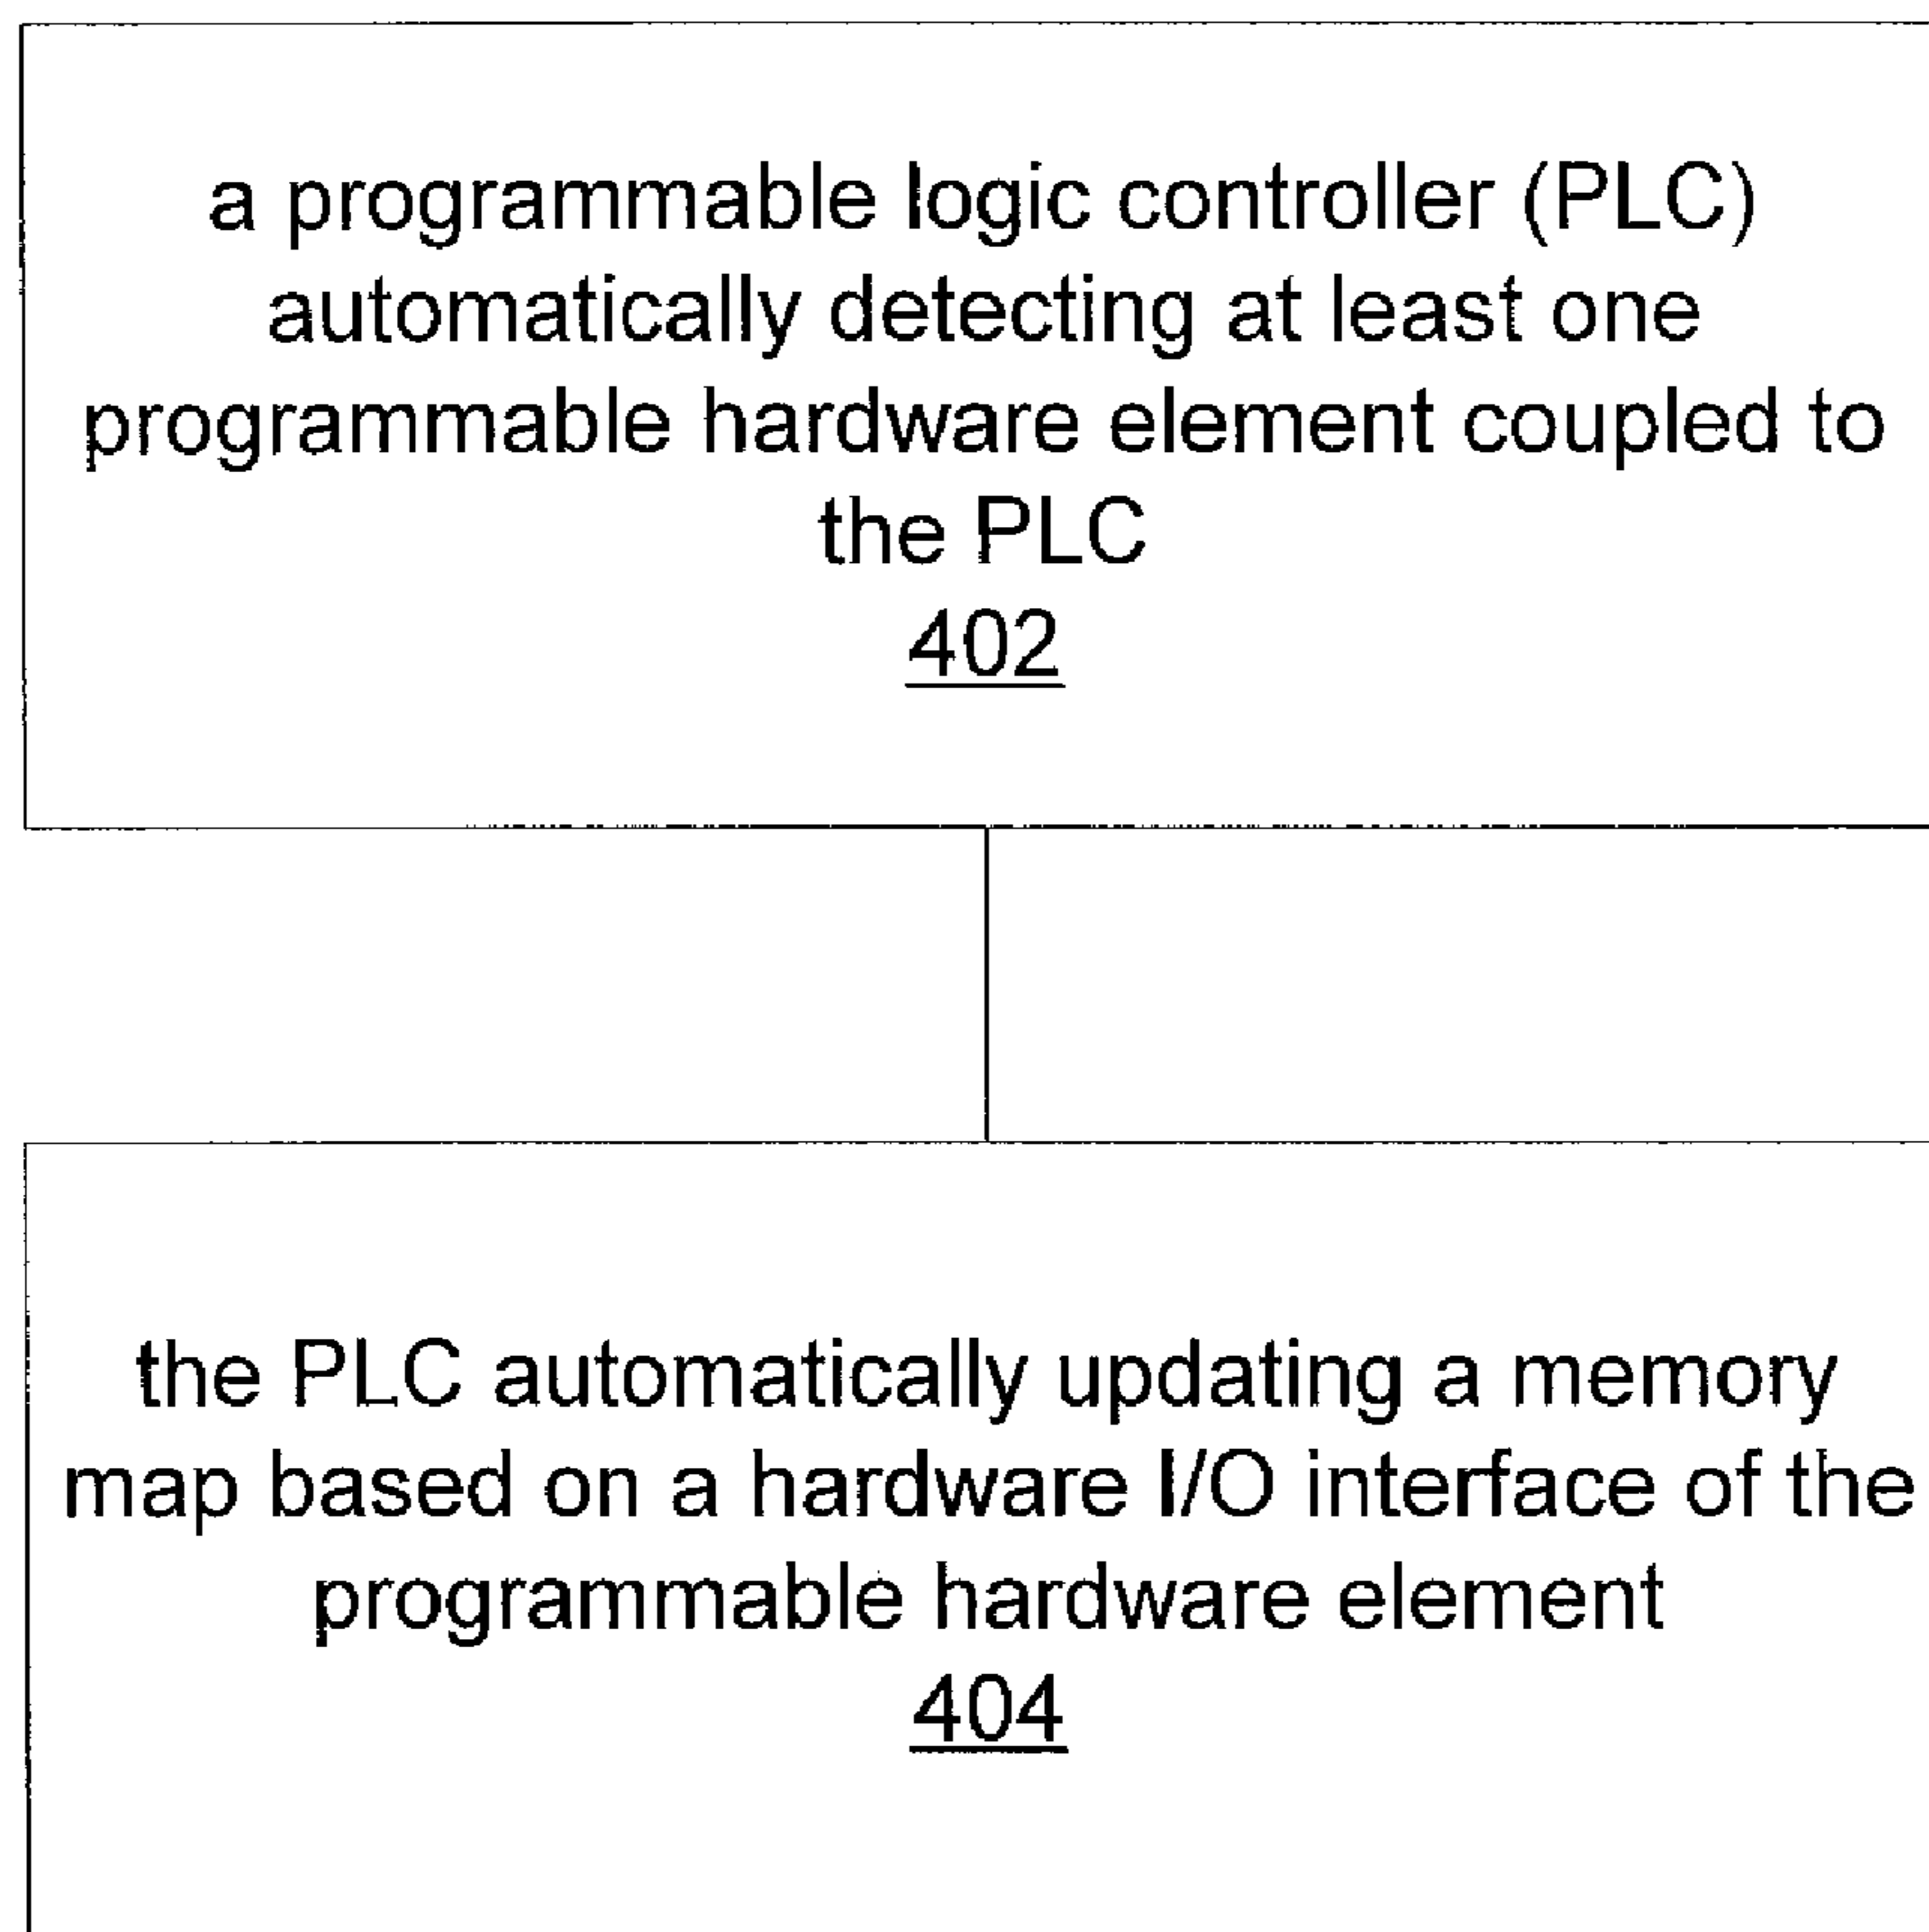 a programmable logic controller (PLC)
automatically detecting at least one
programmable hardware element coupled to
the PLC
402
the PLC automatically updating a memory
map based on a hardware I/O interface of the
programmable hardware element
404